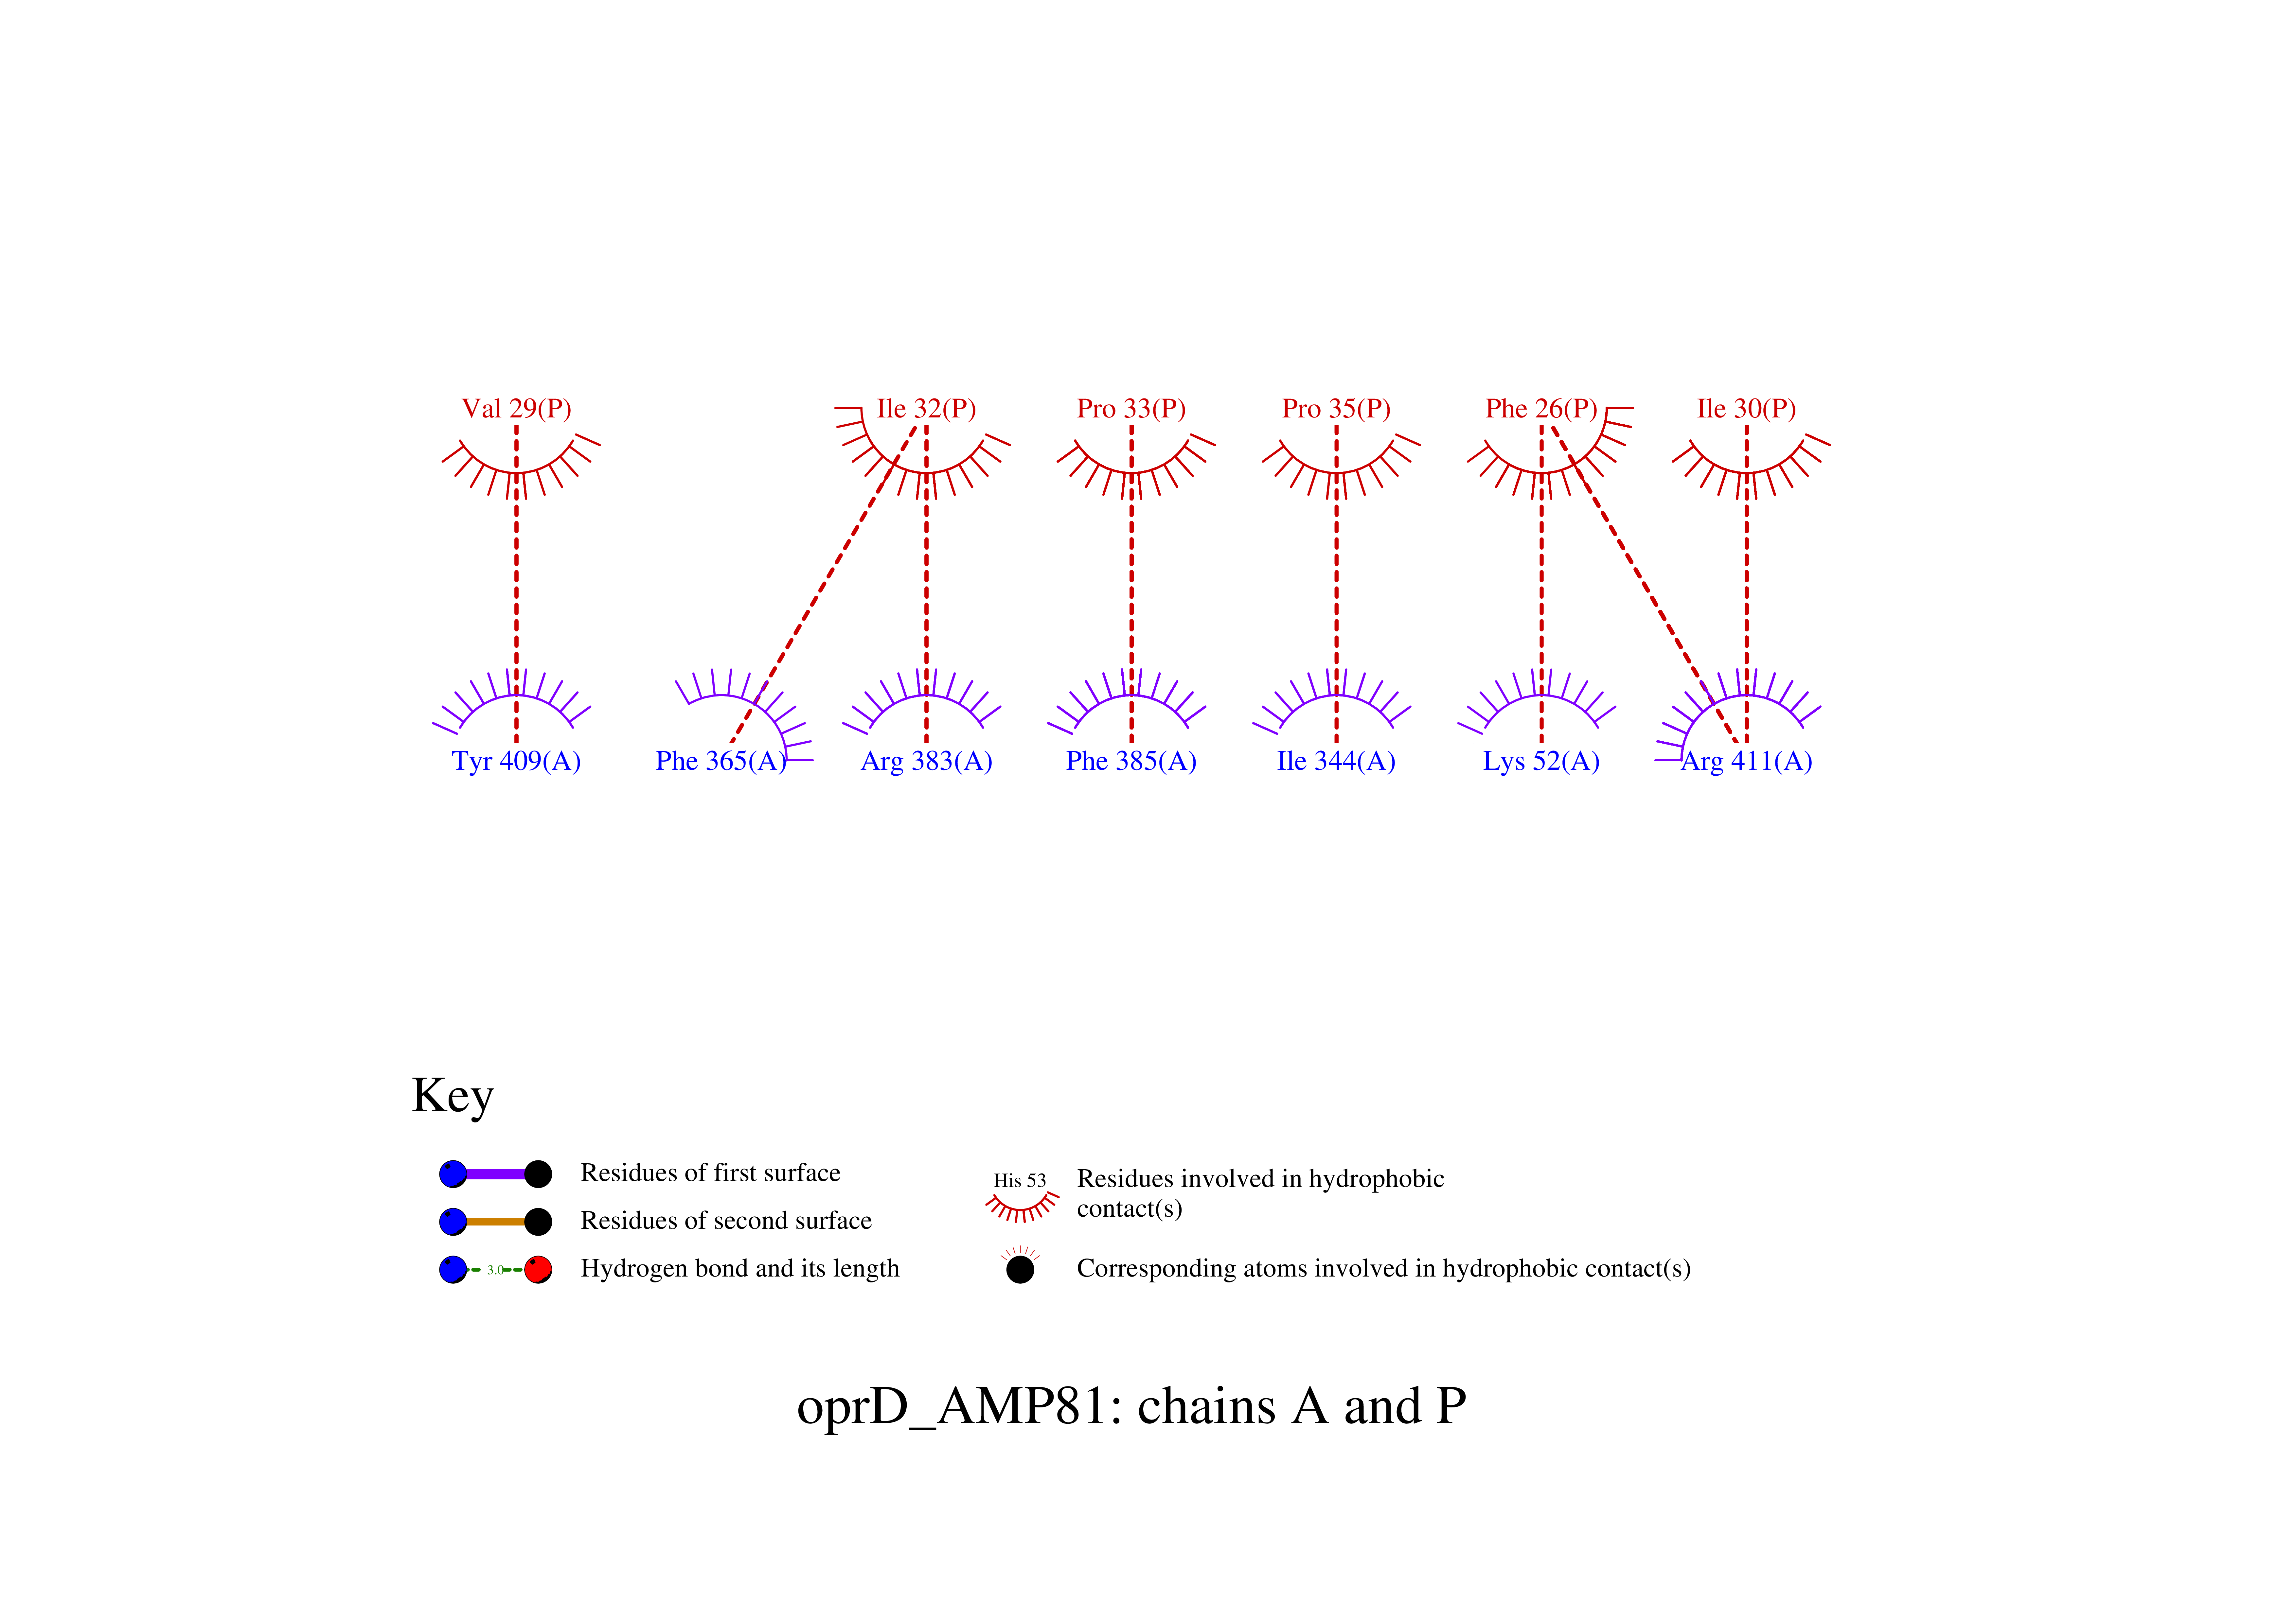 Val 29(P) Ile 32(P) Pro 33(P) Pro 35(P) Phe 26(P) Ile 30(P)
Tyr 409(A) Phe 365(A) Arg 383(A) Phe 385(A) Ile 344(A) Lys 52(A) Arg 411(A)
Key
Residues of first surface
Residues of second surface
3.0 Hydrogen bond and its length
His 53 Residues involved in hydrophobic
contact(s)
Corresponding atoms involved in hydrophobic contact(s)
oprD_AMP81: chains A and P